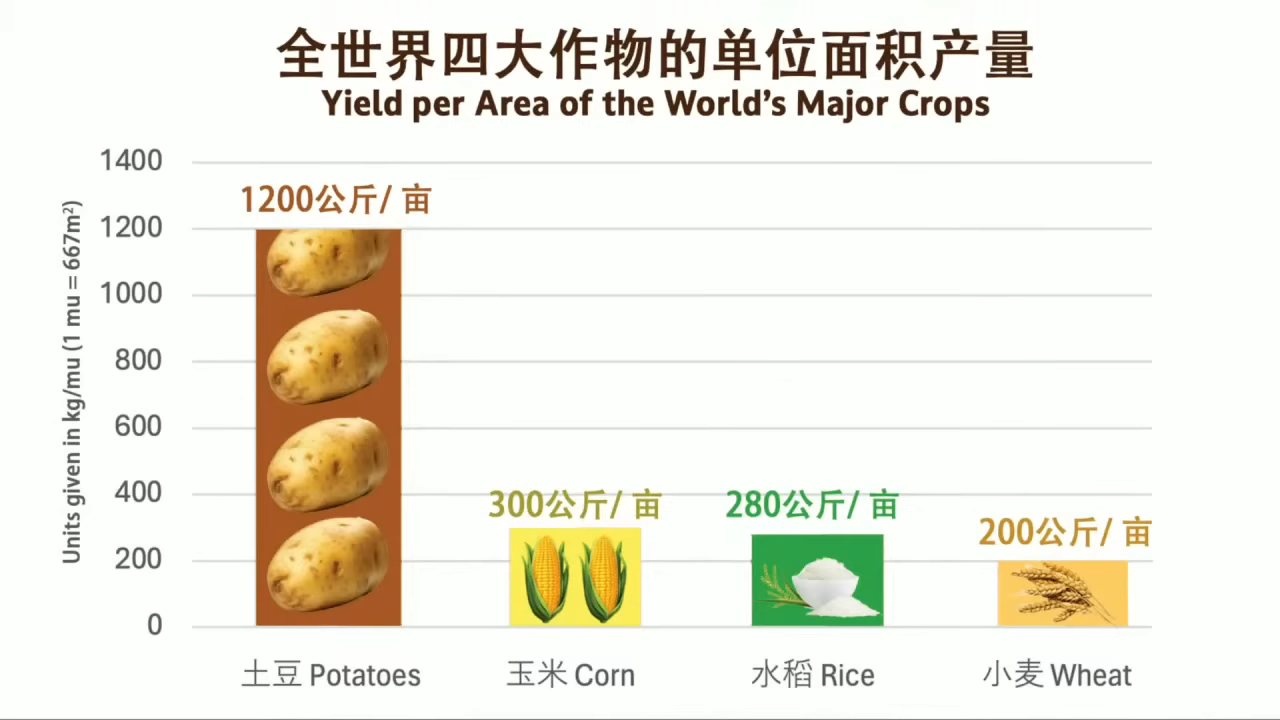 全世界四大作物的单位面积产量
Yield per Area of the World's Major Crops
Units given in kg/mu (1 mu = 667m²)
1400
1200
1000
800
600
400
200
0
1200公斤/ 亩
300公斤/ 亩
280公斤/ 亩
200公斤/ 亩
土豆 Potatoes
玉米 Corn
水稻 Rice
小麦 Wheat